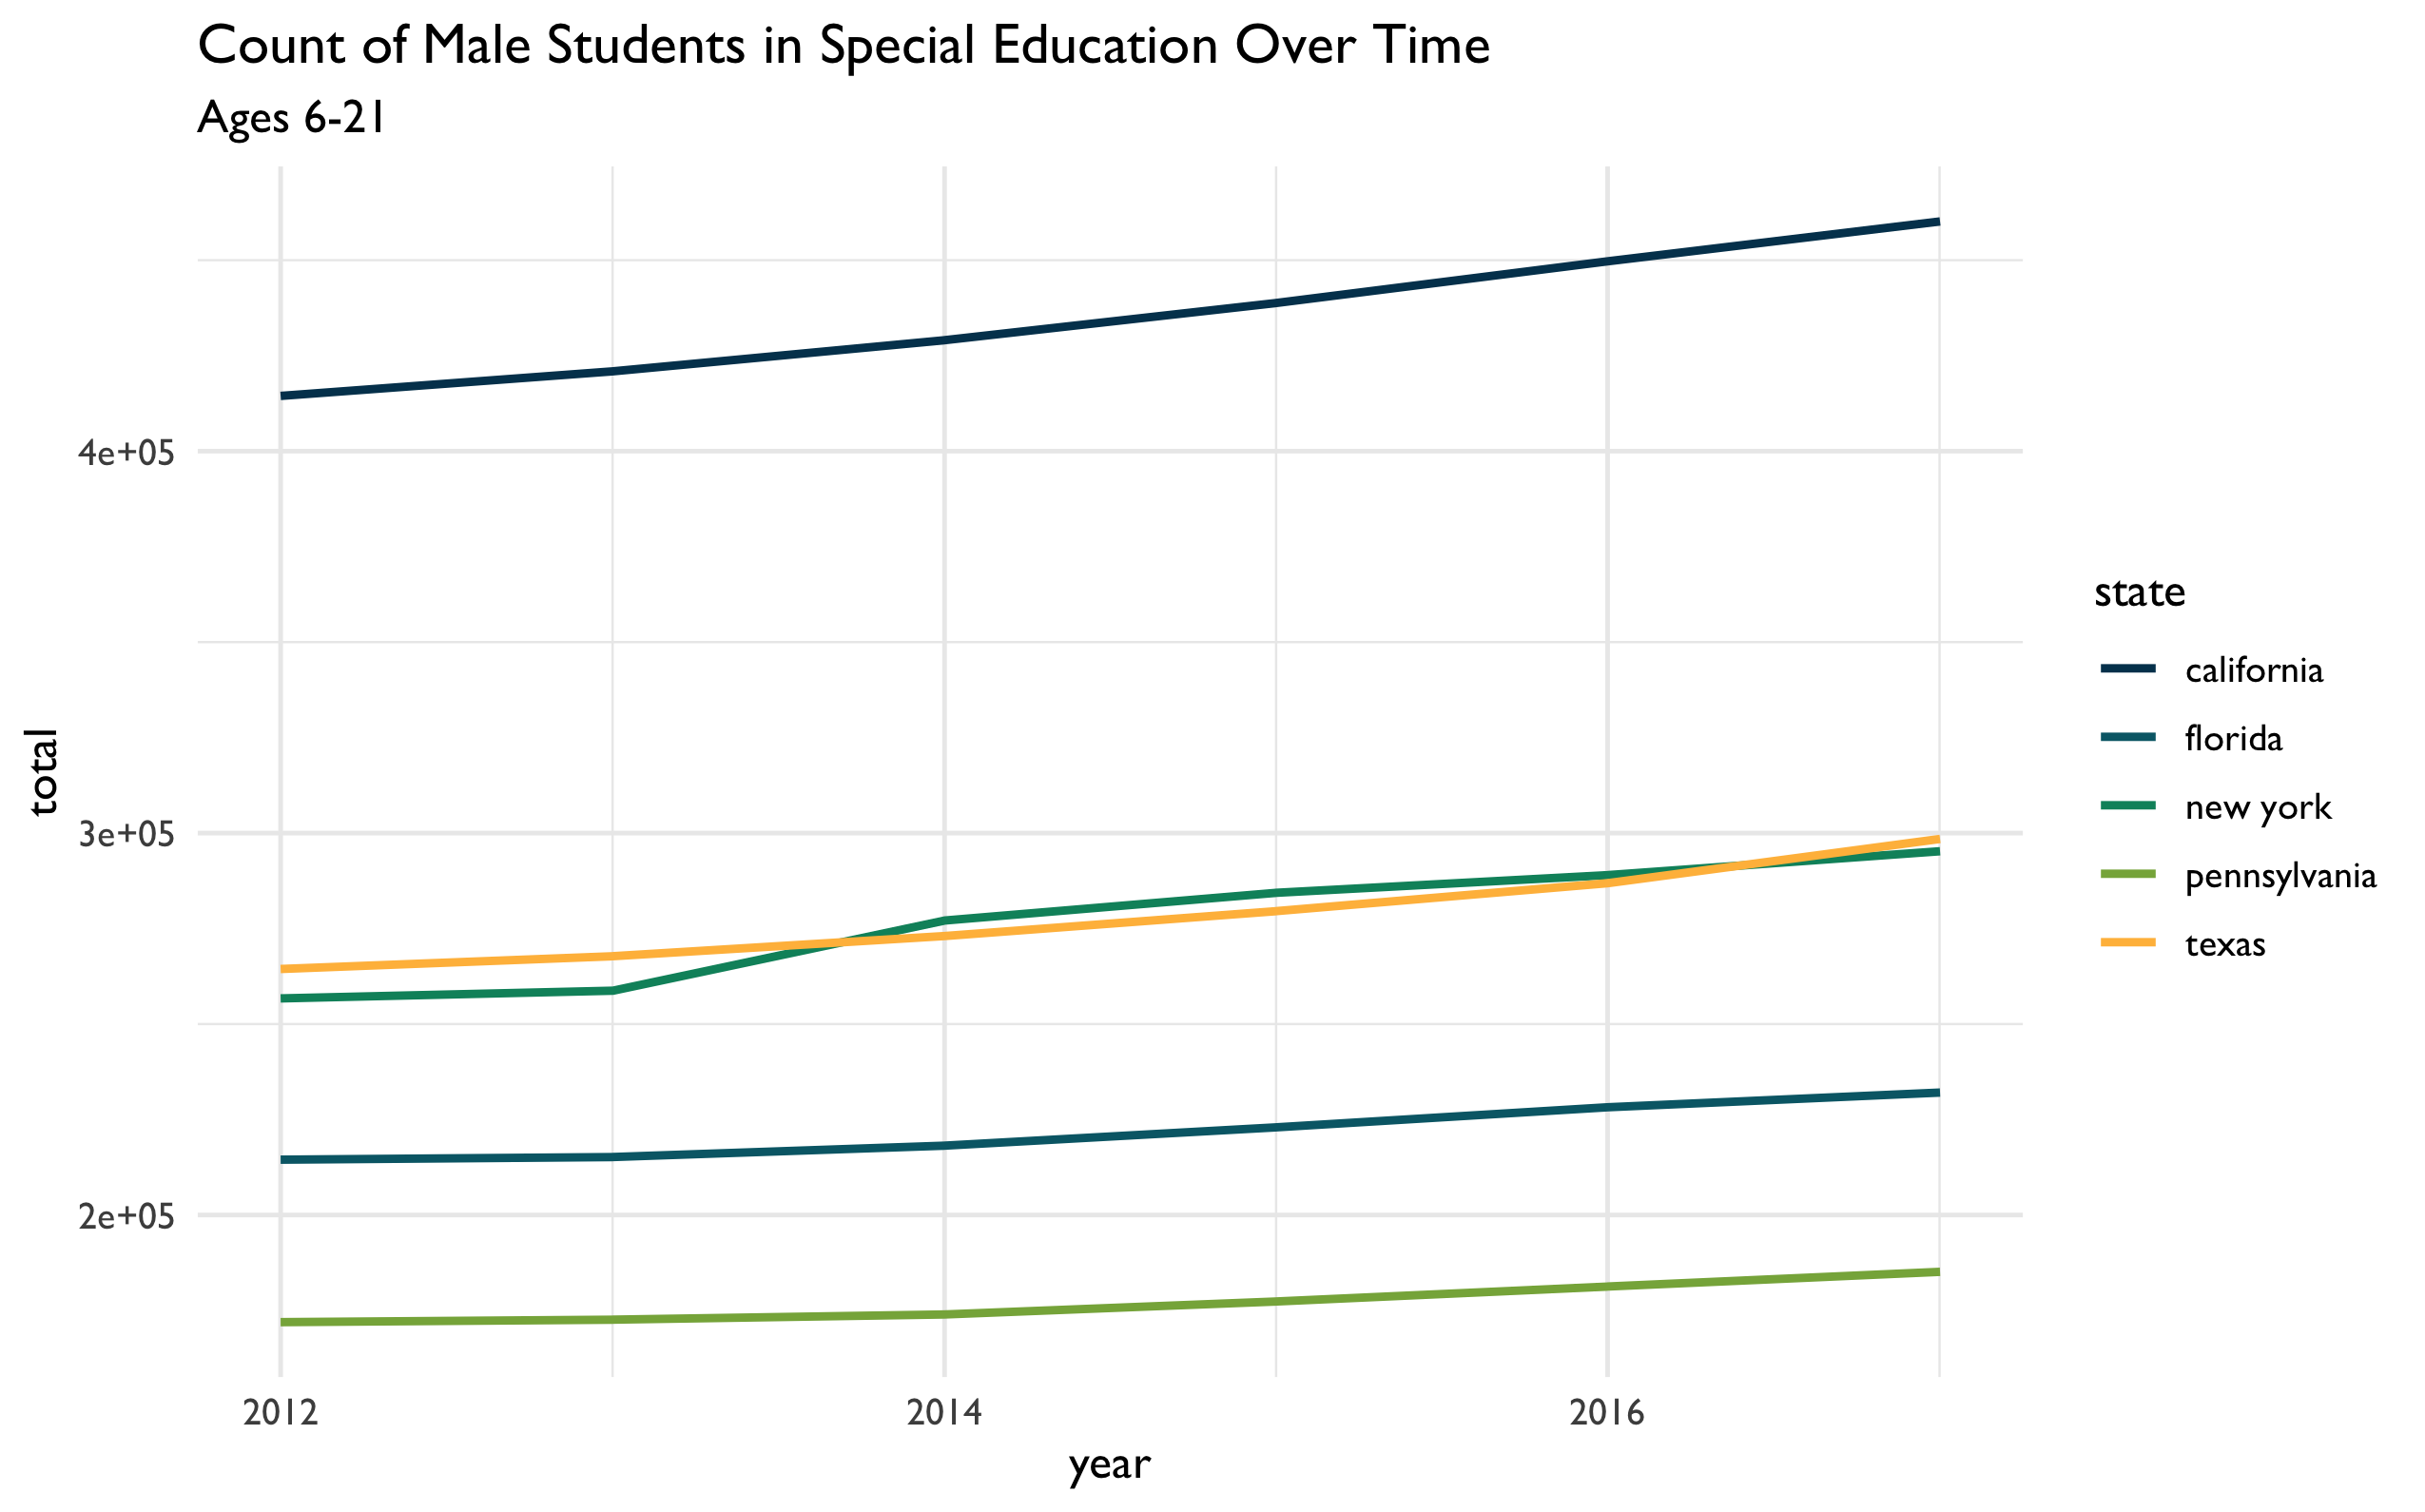 Count of Male Students in Special Education Over Time
Ages 6-21
total
4e+05
3e+05
2e+05
2012 2014 2016
year
state
california
florida
new york
pennsylvania
texas